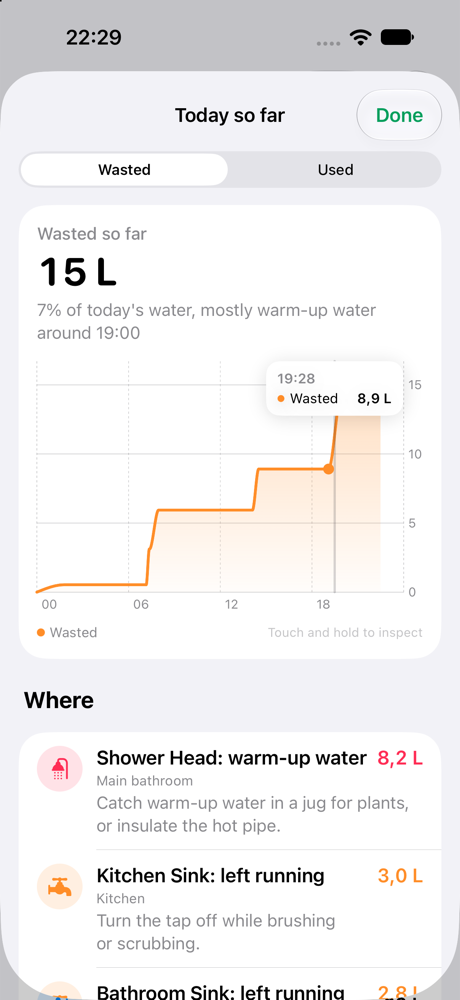 22:29
Today so far
Done
Wasted
Used
Wasted so far
15 L
7% of today's water, mostly warm-up water
around 19:00
19:28
Wasted 8,9 L
15
10
5
0
00 06 12 18
Wasted
Touch and hold to inspect
Where
Shower Head: warm-up water 8,2 L
Main bathroom
Catch warm-up water in a jug for plants,
or insulate the hot pipe.
Kitchen Sink: left running 3,0 L
Kitchen
Turn the tap off while brushing
or scrubbing.
Bathroom Sink: left running 2,8 L